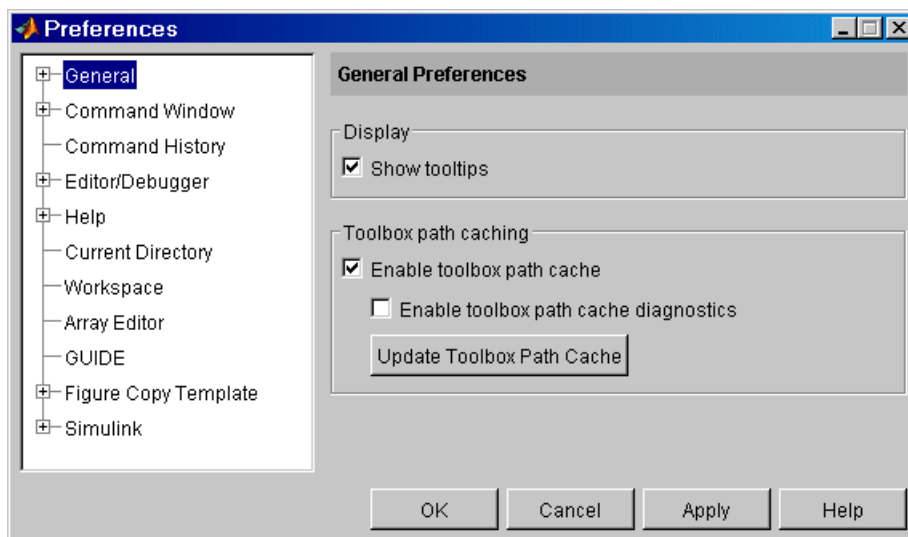 Preferences
General
Command Window
Command History
Editor/Debugger
Help
Current Directory
Workspace
Array Editor
GUIDE
Figure Copy Template
Simulink
General Preferences
Display
Show tooltips
Toolbox path caching
Enable toolbox path cache
Enable toolbox path cache diagnostics
Update Toolbox Path Cache
OK Cancel Apply Help